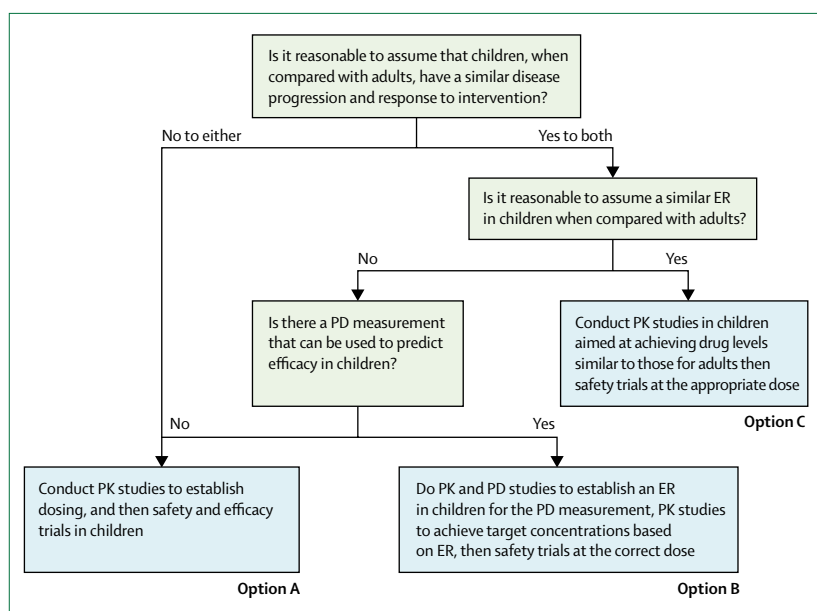 Is it reasonable to assume that children, when
compared with adults, have a similar disease
progression and response to intervention?
No to either
Yes to both
Is it reasonable to assume a similar ER
in children when compared with adults?
No
Yes
Is there a PD measurement
that can be used to predict
efficacy in children?
Conduct PK studies in children
aimed at achieving drug levels
similar to those for adults then
safety trials at the appropriate dose
Option C
No
Yes
Conduct PK studies to establish
dosing, and then safety and efficacy
trials in children
Option A
Do PK and PD studies to establish an ER
in children for the PD measurement, PK studies
to achieve target concentrations based
on ER, then safety trials at the correct dose
Option B